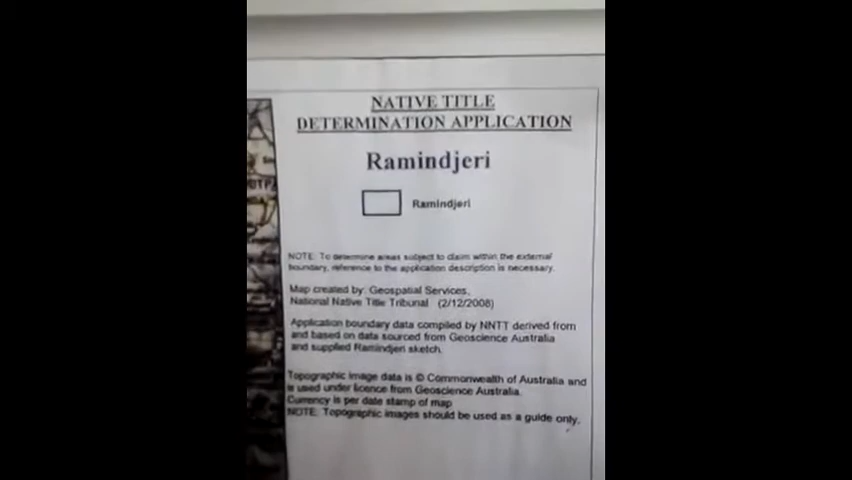 NATIVE TITLE
DETERMINATION APPLICATION
Ramindjeri
Ramindjeri
NOTE: To determine areas subject to claim within the external
boundary, reference to the application description is necessary.
Map created by: Geospatial Services,
National Native Title Tribunal (2/12/2008)
Application boundary data compiled by NNTT derived from
and based on data sourced from Geoscience Australia
and supplied Ramindjeri sketch.
Topographic image data is © Commonwealth of Australia and
is used under licence from Geoscience Australia.
Currency is per date stamp of map
NOTE: Topographic images should be used as a guide only.